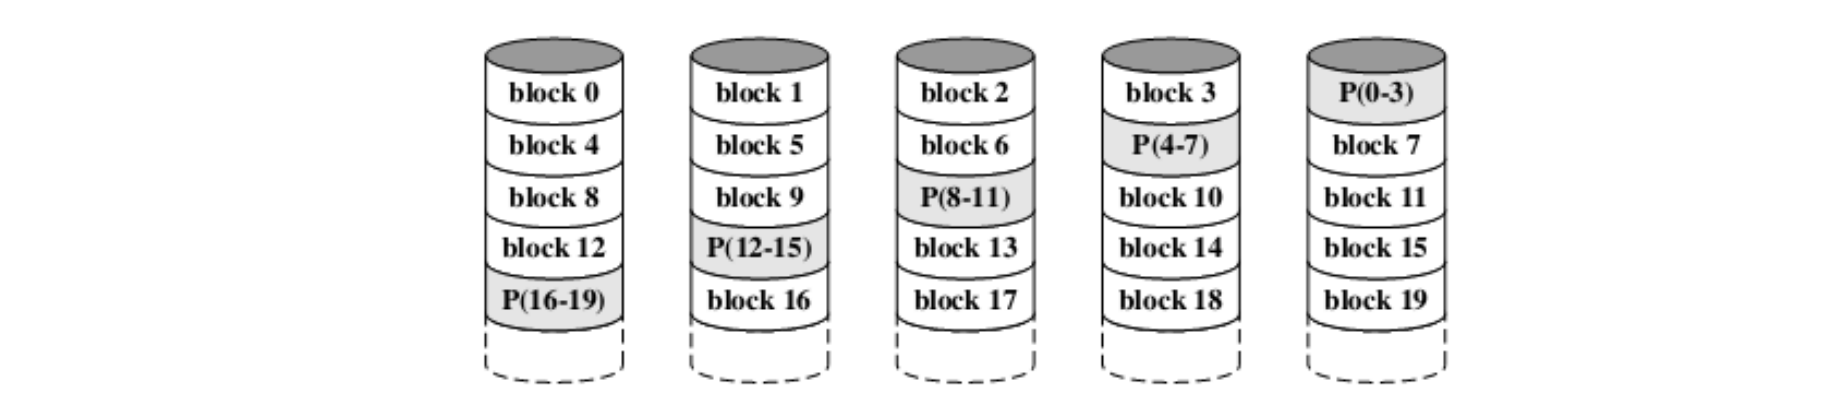 block 0 block 1 block 2 block 3 P(0-3)
block 4 block 5 block 6 P(4-7) block 7
block 8 block 9 P(8-11) block 10 block 11
block 12 P(12-15) block 13 block 14 block 15
P(16-19) block 16 block 17 block 18 block 19